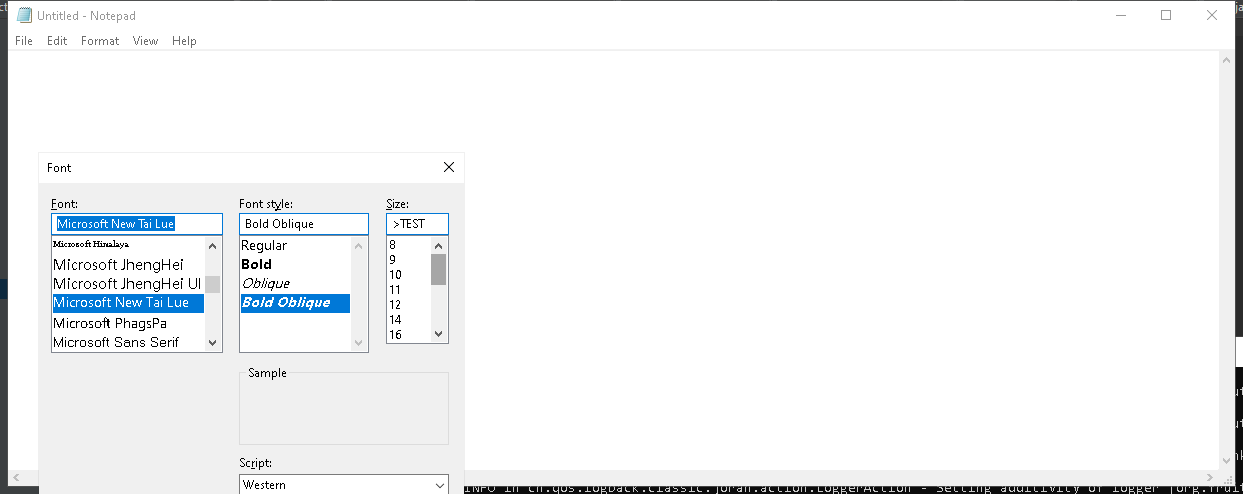 Untitled - Notepad
File Edit Format View Help
Font
Font: Font style: Size:
Microsoft New Tai Lue Bold Oblique >TEST
Microsoft Himalaya Regular 8
Microsoft JhengHei Bold 9
Microsoft JhengHei UI Oblique 10
Microsoft New Tai Lue Bold Oblique 11
Microsoft PhagsPa 12
Microsoft Sans Serif 14
16
Sample
Script:
Western
INFO in ch.qos.logback.classic.joran.action.LoggerAction - Setting additivity of logger